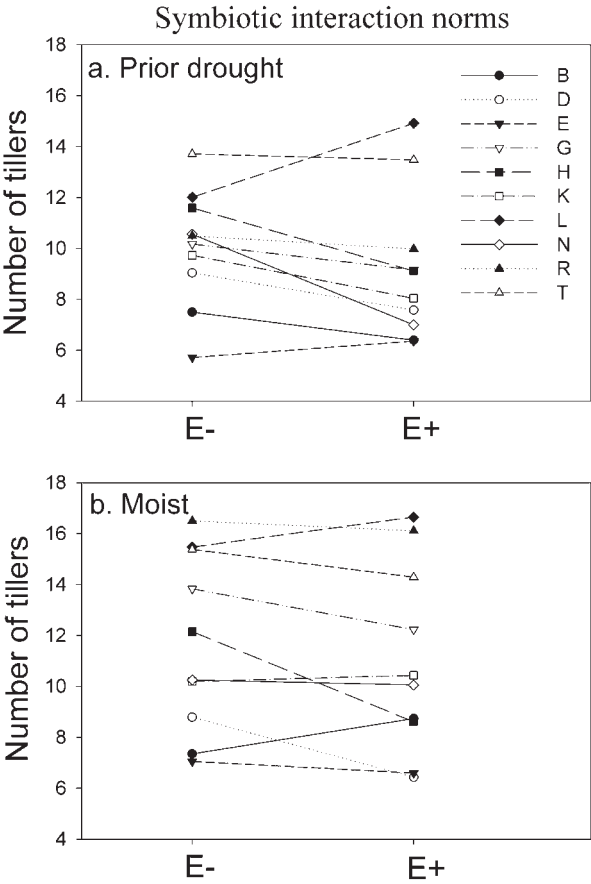 Symbiotic interaction norms
a. Prior drought
Number of tillers
18
16
14
12
10
8
6
4
B
D
E
G
H
K
L
N
R
T
E-
E+
b. Moist
Number of tillers
18
16
14
12
10
8
6
4
E-
E+